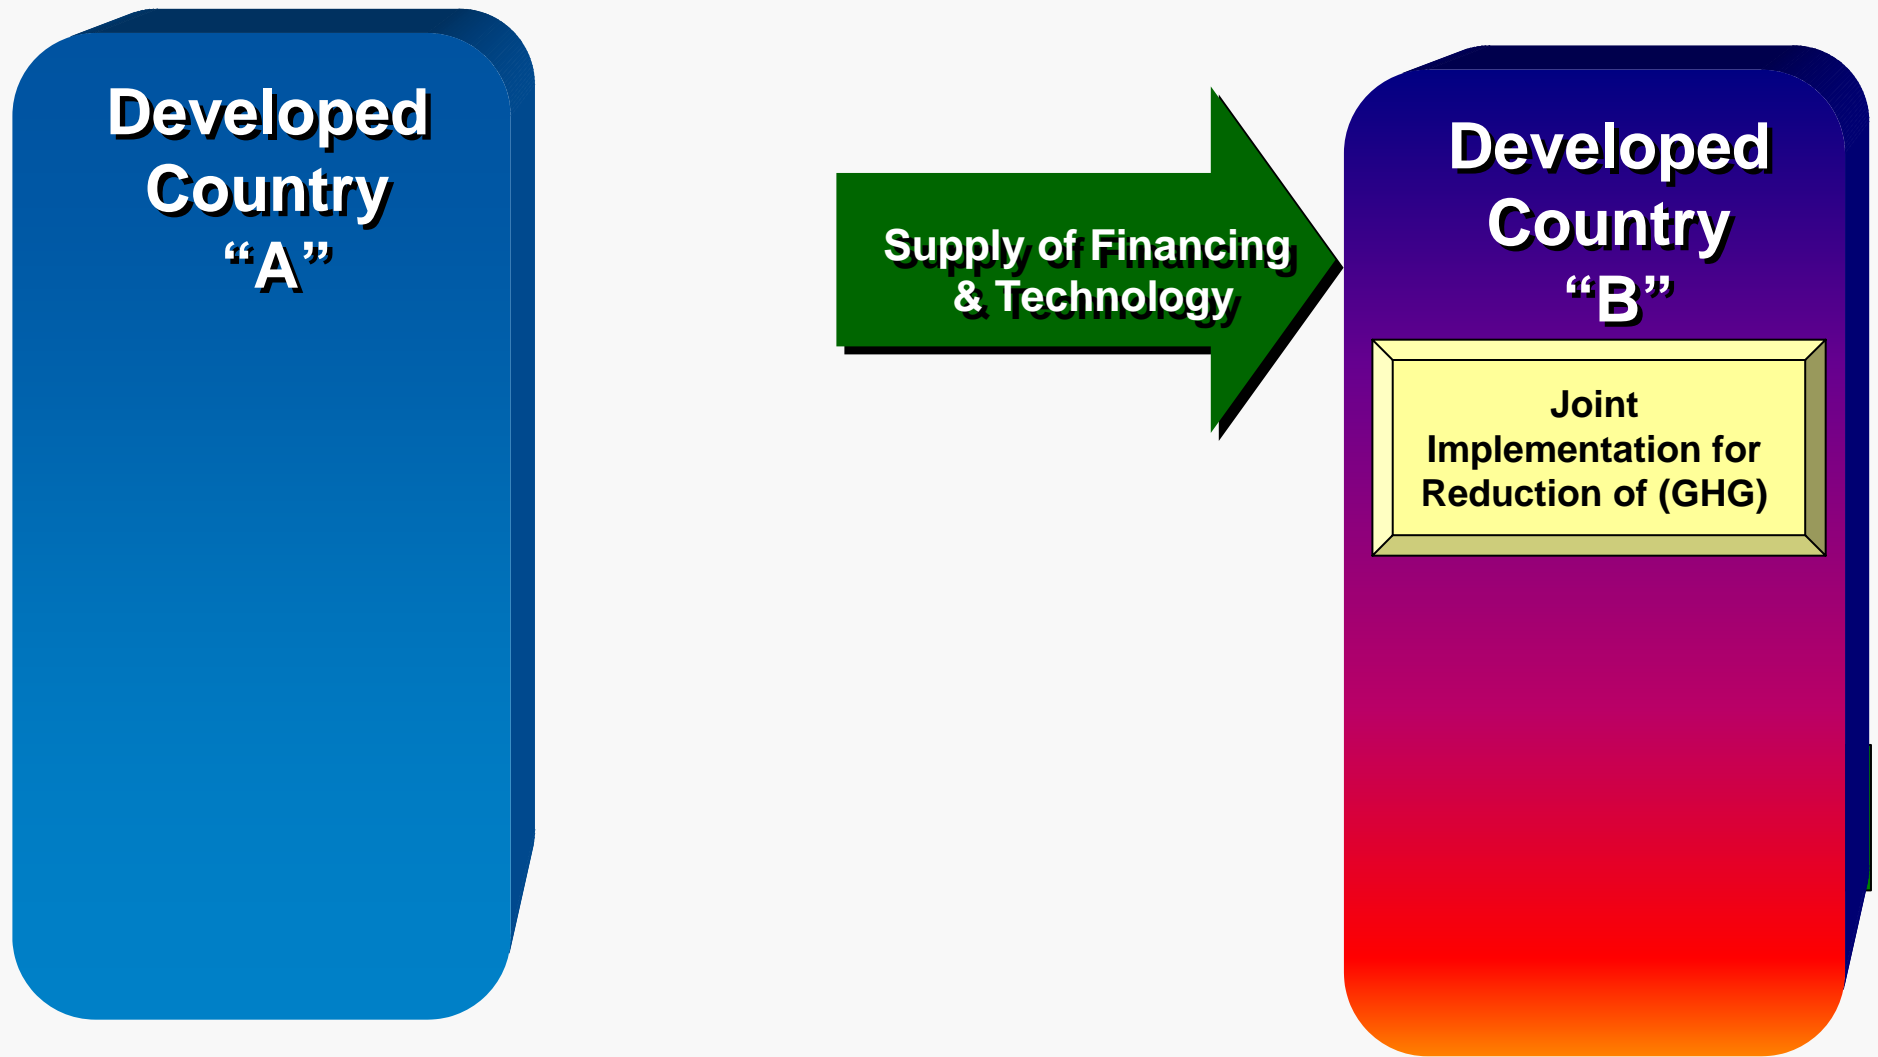 Developed
Country
“A”
Supply of Financing
& Technology
Developed
Country
“B”
Joint
Implementation for
Reduction of (GHG)